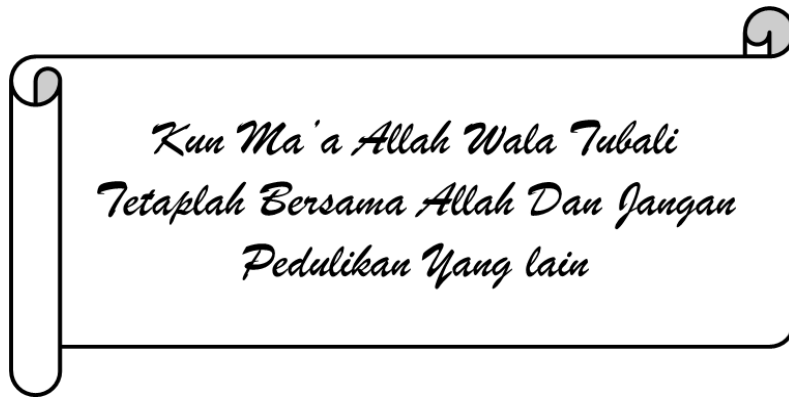 Kun Ma'a Allah Wala Tubali
Tetaplah Bersama Allah Dan Jangan
Pedulikan Yang lain